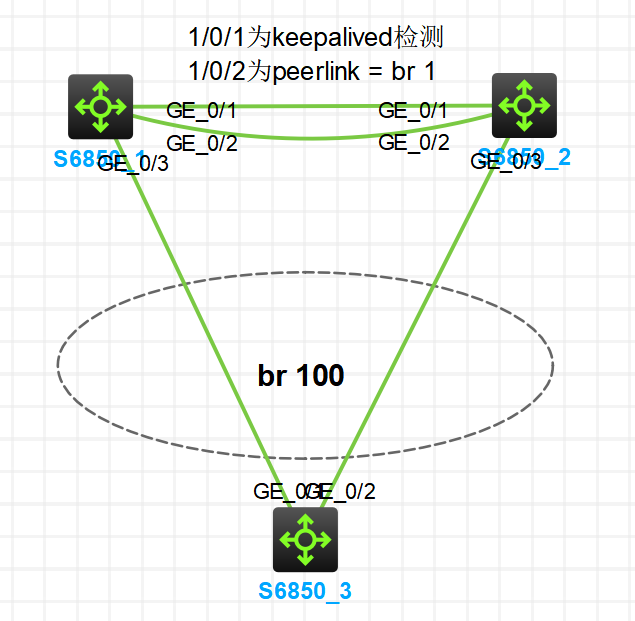 1/0/1为keepalived检测
1/0/2为peerlink = br 1
GE_0/1
GE_0/1
GE_0/2
GE_0/2
S6850_1
S6850_2
GE_0/3
GE_0/3
br 100
GE_0/1
GE_0/2
S6850_3